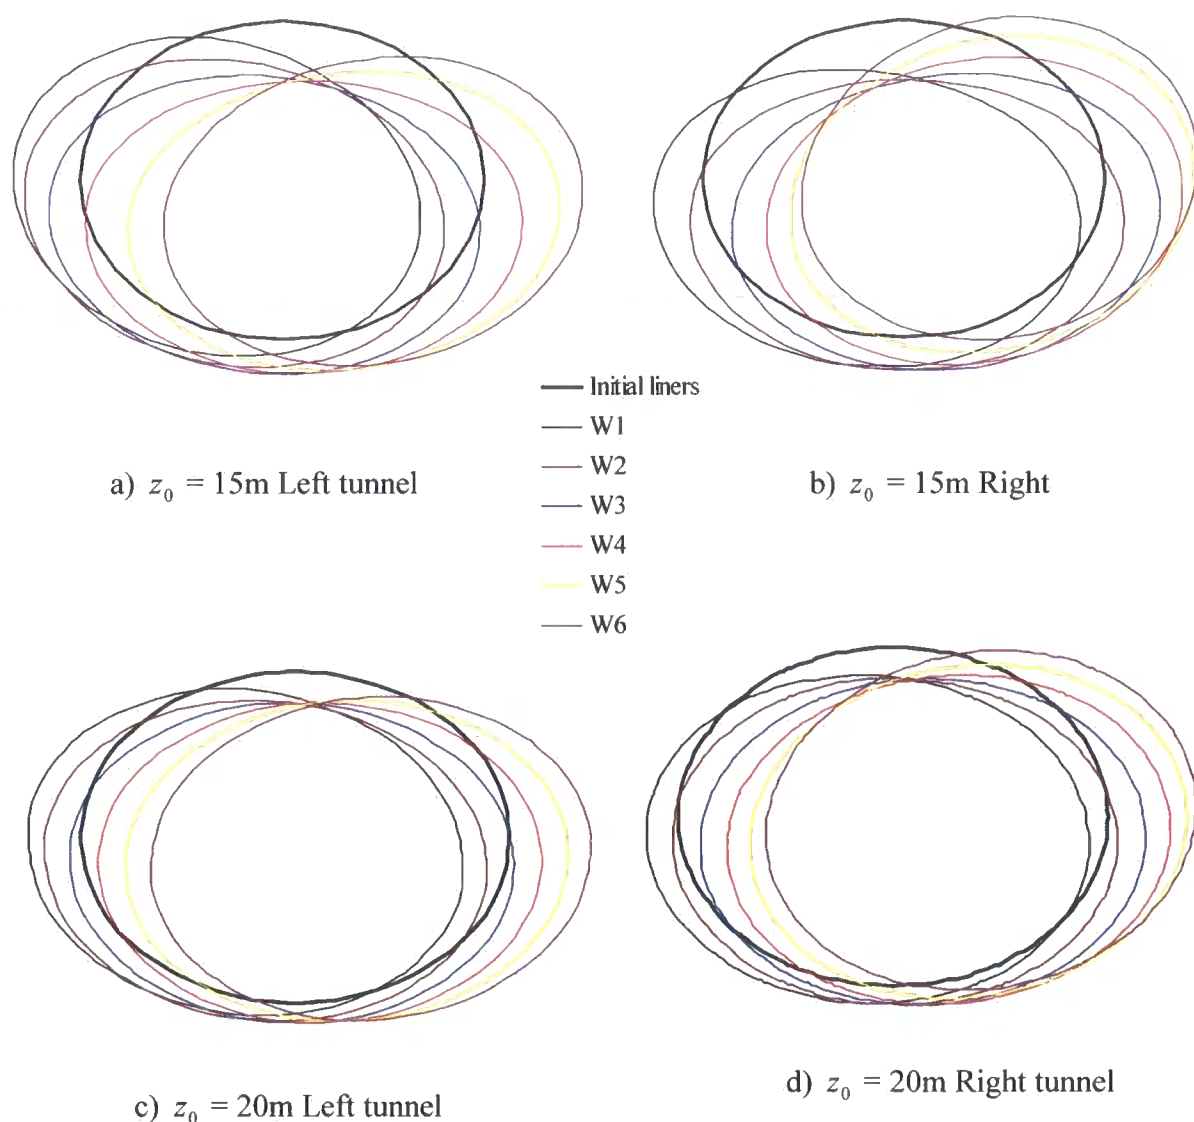 Initial liners
W1
W2
W3
W4
W5
W6
a) z₀ = 15m Left tunnel
b) z₀ = 15m Right
c) z₀ = 20m Left tunnel
d) z₀ = 20m Right tunnel